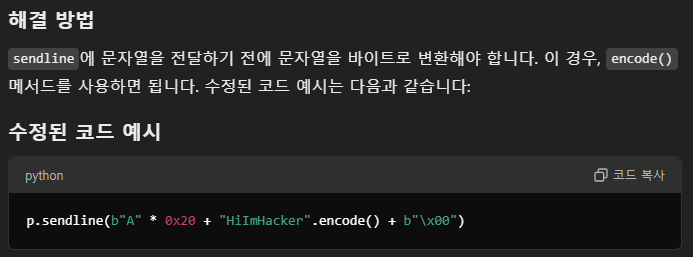 해결 방법
sendline에 문자열을 전달하기 전에 문자열을 바이트로 변환해야 합니다. 이 경우, encode()
메서드를 사용하면 됩니다. 수정된 코드 예시는 다음과 같습니다:
수정된 코드 예시
python 코드 복사
p.sendline(b"A" * 0x20 + "HiImHacker".encode() + b"\x00")